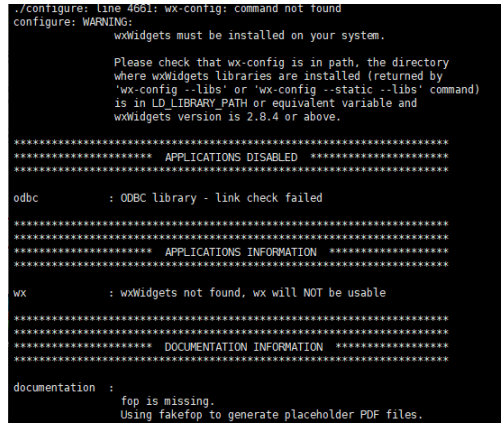 ./configure: line 4661: wx-config: command not found
configure: WARNING:
wxWidgets must be installed on your system.
Please check that wx-config is in path, the directory
where wxWidgets libraries are installed (returned by
'wx-config --libs' or 'wx-config --static --libs' command)
is in LD_LIBRARY_PATH or equivalent variable and
wxWidgets version is 2.8.4 or above.
*********************************************************************
********************** APPLICATIONS DISABLED **********************
*********************************************************************
odbc : ODBC library - link check failed
*********************************************************************
*********************************************************************
********************** APPLICATIONS INFORMATION *******************
*********************************************************************
wx : wxWidgets not found, wx will NOT be usable
*********************************************************************
*********************************************************************
********************** DOCUMENTATION INFORMATION ******************
*********************************************************************
documentation :
fop is missing.
Using fakefop to generate placeholder PDF files.